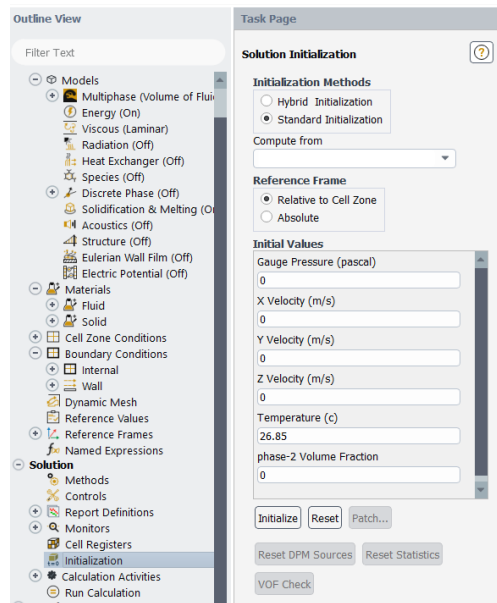 Outline View
Filter Text
Models
Multiphase (Volume of Flui
Energy (On)
Viscous (Laminar)
Radiation (Off)
Heat Exchanger (Off)
Species (Off)
Discrete Phase (Off)
Solidification & Melting (O
Acoustics (Off)
Structure (Off)
Eulerian Wall Film (Off)
Electric Potential (Off)
Materials
Fluid
Solid
Cell Zone Conditions
Boundary Conditions
Internal
Wall
Dynamic Mesh
Reference Values
Reference Frames
fx Named Expressions
Solution
Methods
Controls
Report Definitions
Monitors
Cell Registers
Initialization
Calculation Activities
Run Calculation
Task Page
Solution Initialization
?
Initialization Methods
Hybrid Initialization
Standard Initialization
Compute from
Reference Frame
Relative to Cell Zone
Absolute
Initial Values
Gauge Pressure (pascal)
0
X Velocity (m/s)
0
Y Velocity (m/s)
0
Z Velocity (m/s)
0
Temperature (c)
26.85
phase-2 Volume Fraction
0
Initialize Reset Patch...
Reset DPM Sources Reset Statistics
VOF Check